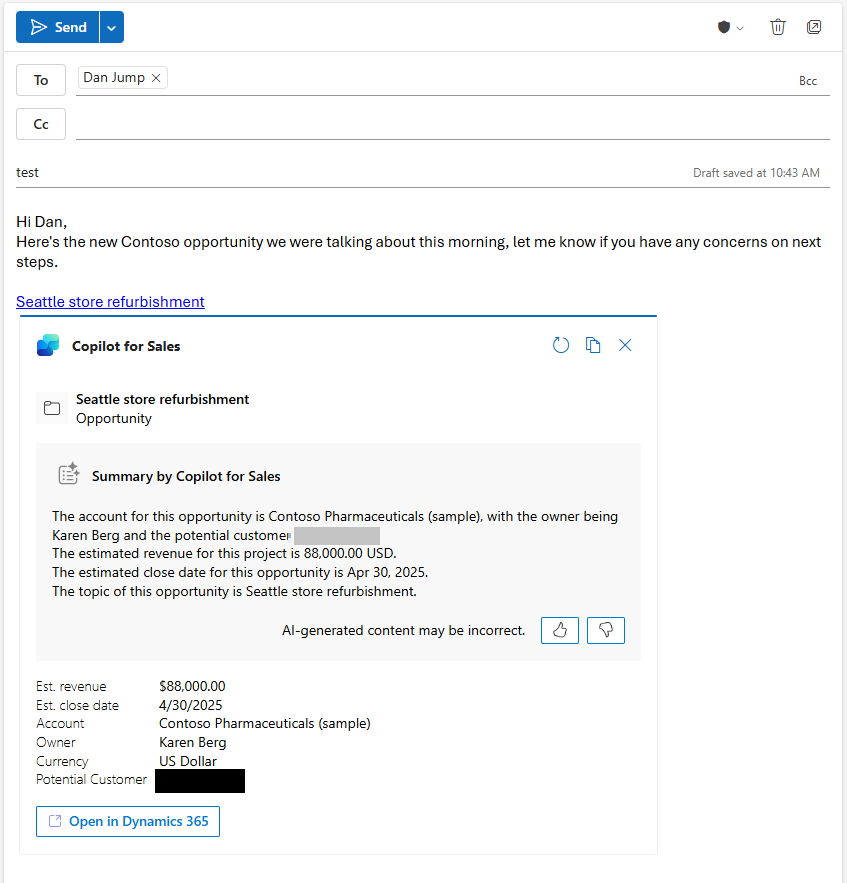 Send
To
Dan Jump
Bcc
Cc
test
Draft saved at 10:43 AM
Hi Dan,
Here's the new Contoso opportunity we were talking about this morning, let me know if you have any concerns on next
steps.
Seattle store refurbishment
Copilot for Sales
Seattle store refurbishment
Opportunity
Summary by Copilot for Sales
The account for this opportunity is Contoso Pharmaceuticals (sample), with the owner being
Karen Berg and the potential customer
The estimated revenue for this project is 88,000.00 USD.
The estimated close date for this opportunity is Apr 30, 2025.
The topic of this opportunity is Seattle store refurbishment.
AI-generated content may be incorrect.
Est. revenue $88,000.00
Est. close date 4/30/2025
Account Contoso Pharmaceuticals (sample)
Owner Karen Berg
Currency US Dollar
Potential Customer
Open in Dynamics 365